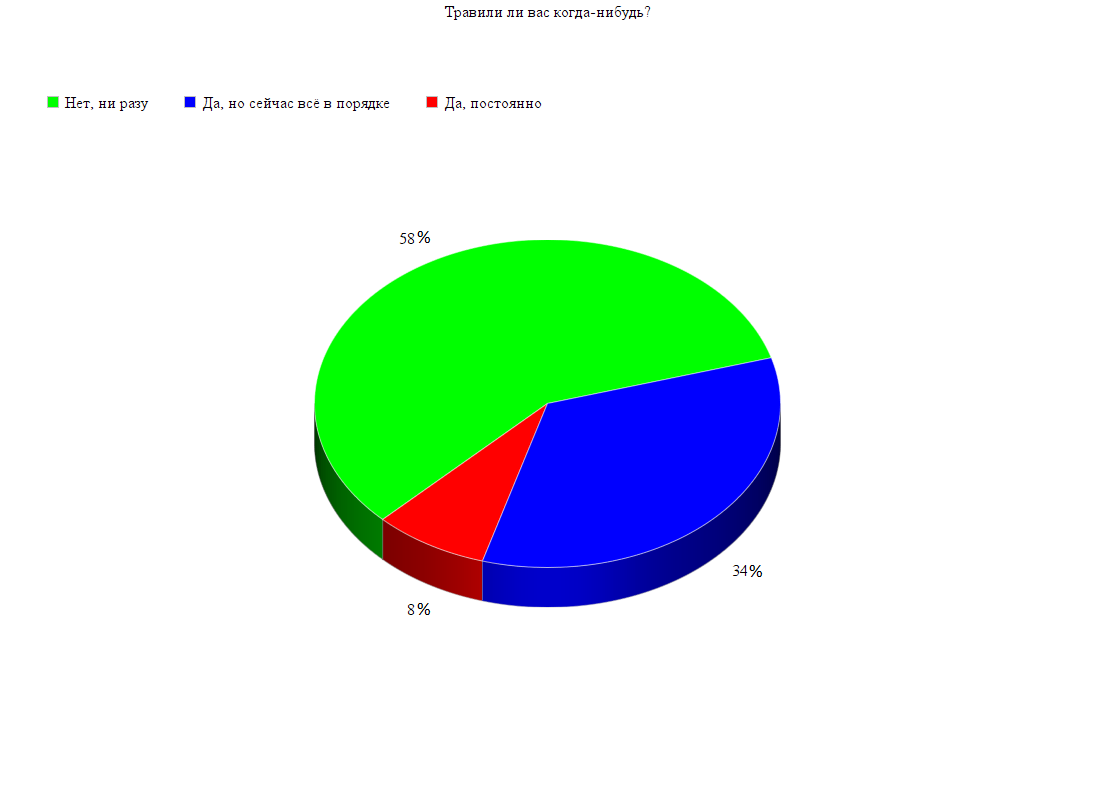 Травили ли вас когда-нибудь?
Нет, ни разу Да, но сейчас всё в порядке Да, постоянно
58%
34%
8%